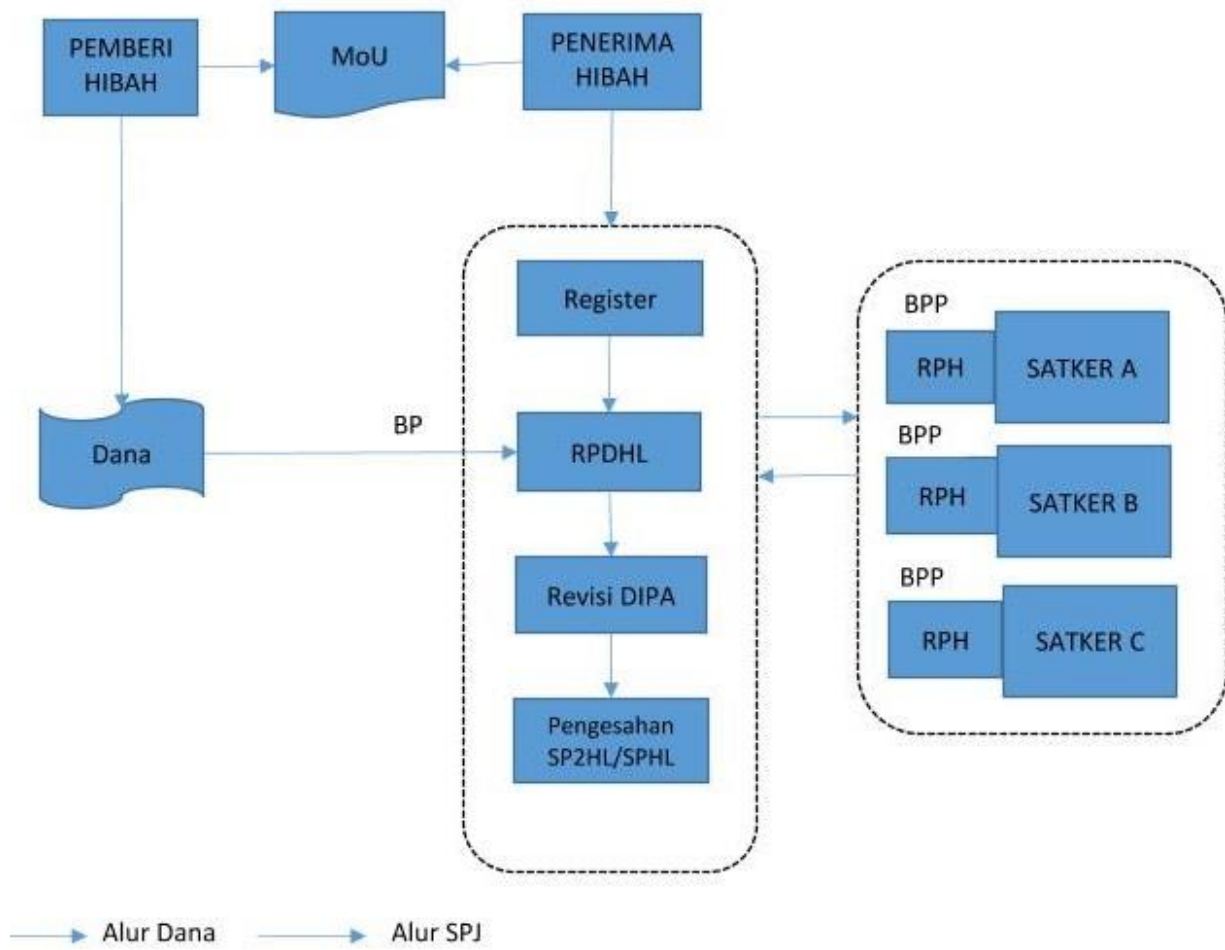 PEMBERI
HIBAH
MoU
PENERIMA
HIBAH
Register
BPP
RPH
SATKER A
Dana
BP
RPDHL
BPP
RPH
SATKER B
Revisi DIPA
BPP
RPH
SATKER C
Pengesahan
SP2HL/SPHL
Alur Dana
Alur SPJ